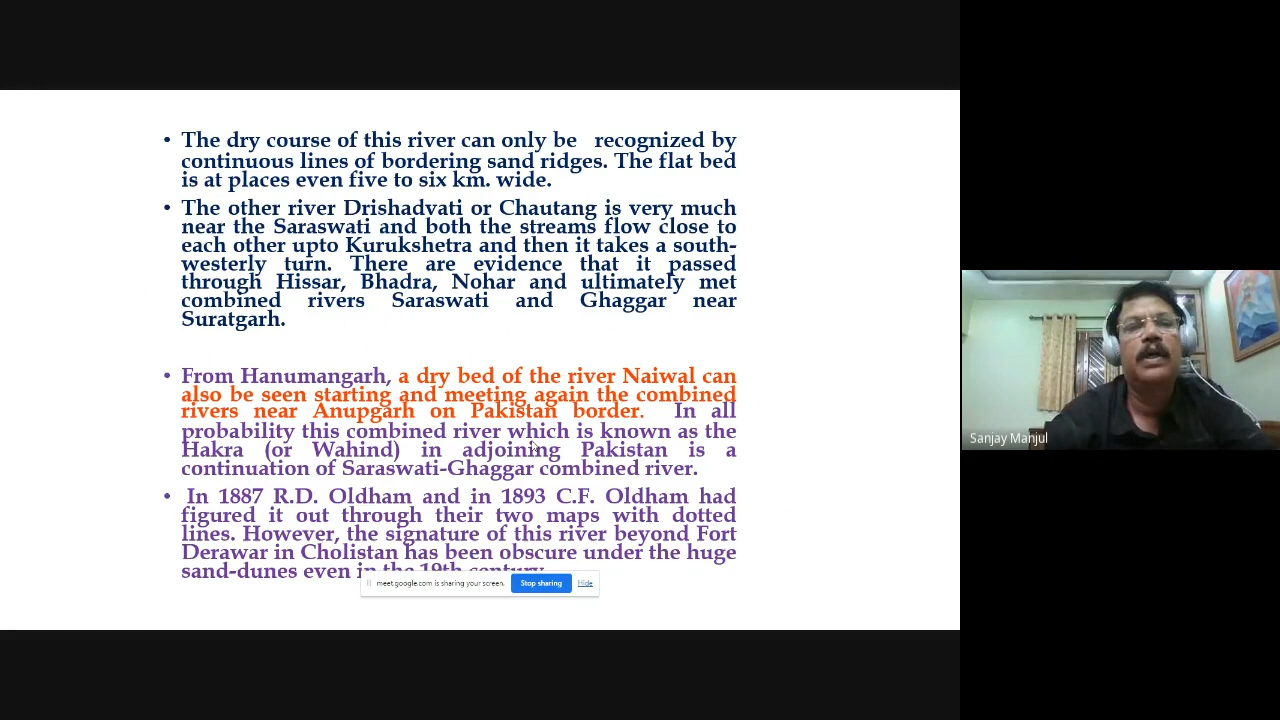 • The dry course of this river can only be recognized by
continuous lines of bordering sand ridges. The flat bed
is at places even five to six km. wide.
• The other river Drishadvati or Chautang is very much
near the Saraswati and both the streams flow close to
each other upto Kurukshetra and then it takes a south-
westerly turn. There are evidence that it passed
through Hissar, Bhadra, Nohar and ultimately met
combined rivers Saraswati and Ghaggar near
Suratgarh.
• From Hanumangarh, a dry bed of the river Naiwal can
also be seen starting and meeting again the combined
rivers near Anupgarh on Pakistan border. In all
probability this combined river which is known as the
Hakra (or Wahind) in adjoining Pakistan is a
continuation of Saraswati-Ghaggar combined river.
• In 1887 R.D. Oldham and in 1893 C.F. Oldham had
figured it out through their two maps with dotted
lines. However, the signature of this river beyond Fort
Derawar in Cholistan has been obscure under the huge
sand-dunes even in the 19th century.
meet.google.com is sharing your screen. Stop sharing Hide
Sanjay Manjul